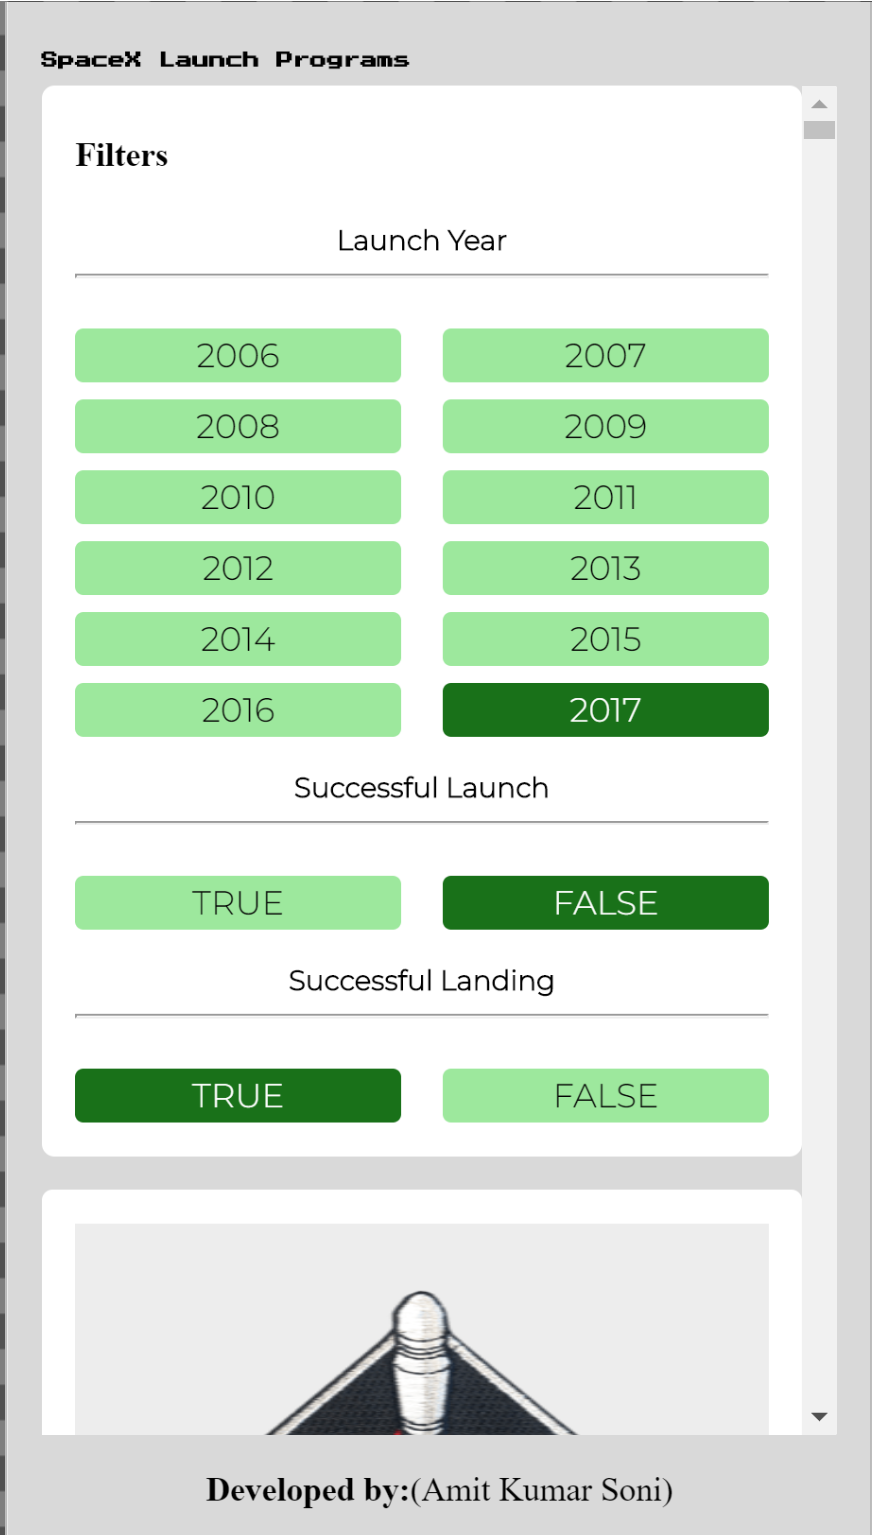 SpaceX Launch Programs
Filters
Launch Year
2006 2007
2008 2009
2010 2011
2012 2013
2014 2015
2016 2017
Successful Launch
TRUE FALSE
Successful Landing
TRUE FALSE
Developed by:(Amit Kumar Soni)